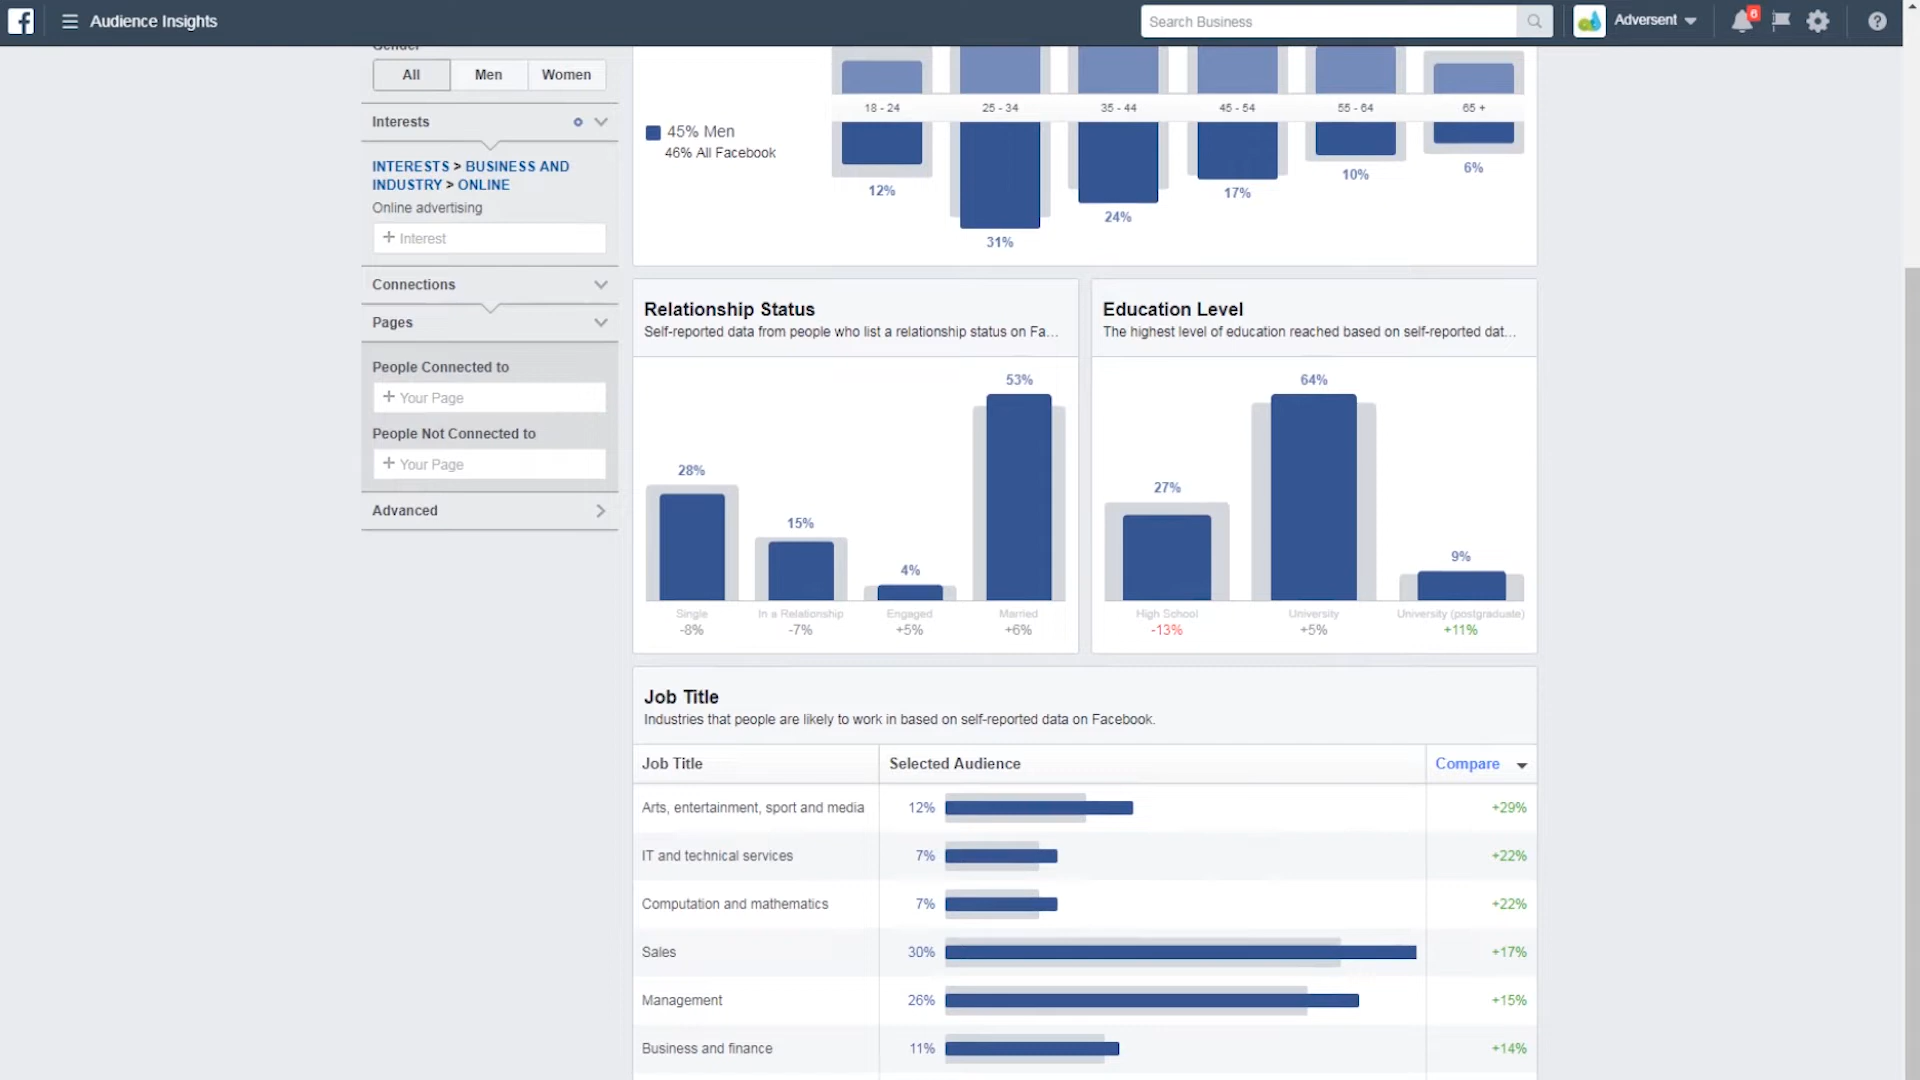 Audience Insights
Search Business
Adversent
6
Gender
All
Men
Women
Interests
INTERESTS > BUSINESS AND
INDUSTRY > ONLINE
Online advertising
+ Interest
Connections
Pages
People Connected to
+ Your Page
People Not Connected to
+ Your Page
Advanced
45% Men
46% All Facebook
18 - 24
25 - 34
35 - 44
45 - 54
55 - 64
65 +
12%
31%
24%
17%
10%
6%
Relationship Status
Self-reported data from people who list a relationship status on Fa...
53%
28%
15%
4%
Single
In a Relationship
Engaged
Married
-8%
-7%
+5%
+6%
Education Level
The highest level of education reached based on self-reported dat...
64%
27%
9%
High School
University
University (postgraduate)
-13%
+5%
+11%
Job Title
Industries that people are likely to work in based on self-reported data on Facebook.
Job Title
Selected Audience
Compare
Arts, entertainment, sport and media
12%
+29%
IT and technical services
7%
+22%
Computation and mathematics
7%
+22%
Sales
30%
+17%
Management
26%
+15%
Business and finance
11%
+14%